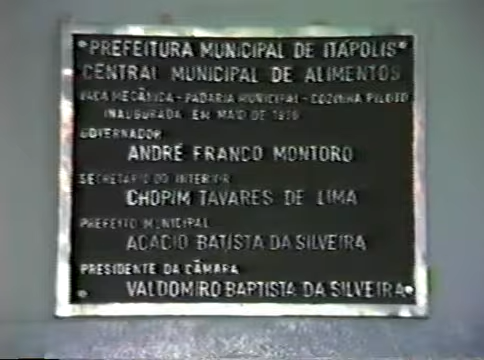 PREFEITURA MUNICIPAL DE ITÁPOLIS
CENTRAL MUNICIPAL DE ALIMENTOS
VACA MECÂNICA - PADARIA MUNICIPAL - COZINHA PILOTO
INAUGURADA EM MAIO DE
GOVERNADOR
ANDRÉ FRANCO MONTORO
SECRETÁRIO DO INTERIOR
CHOPIM TAVARES DE LIMA
PREFEITO MUNICIPAL
ACACIO BATISTA DA SILVEIRA
PRESIDENTE DA CÂMARA
VALDOMIRO BAPTISTA DA SILVEIRA